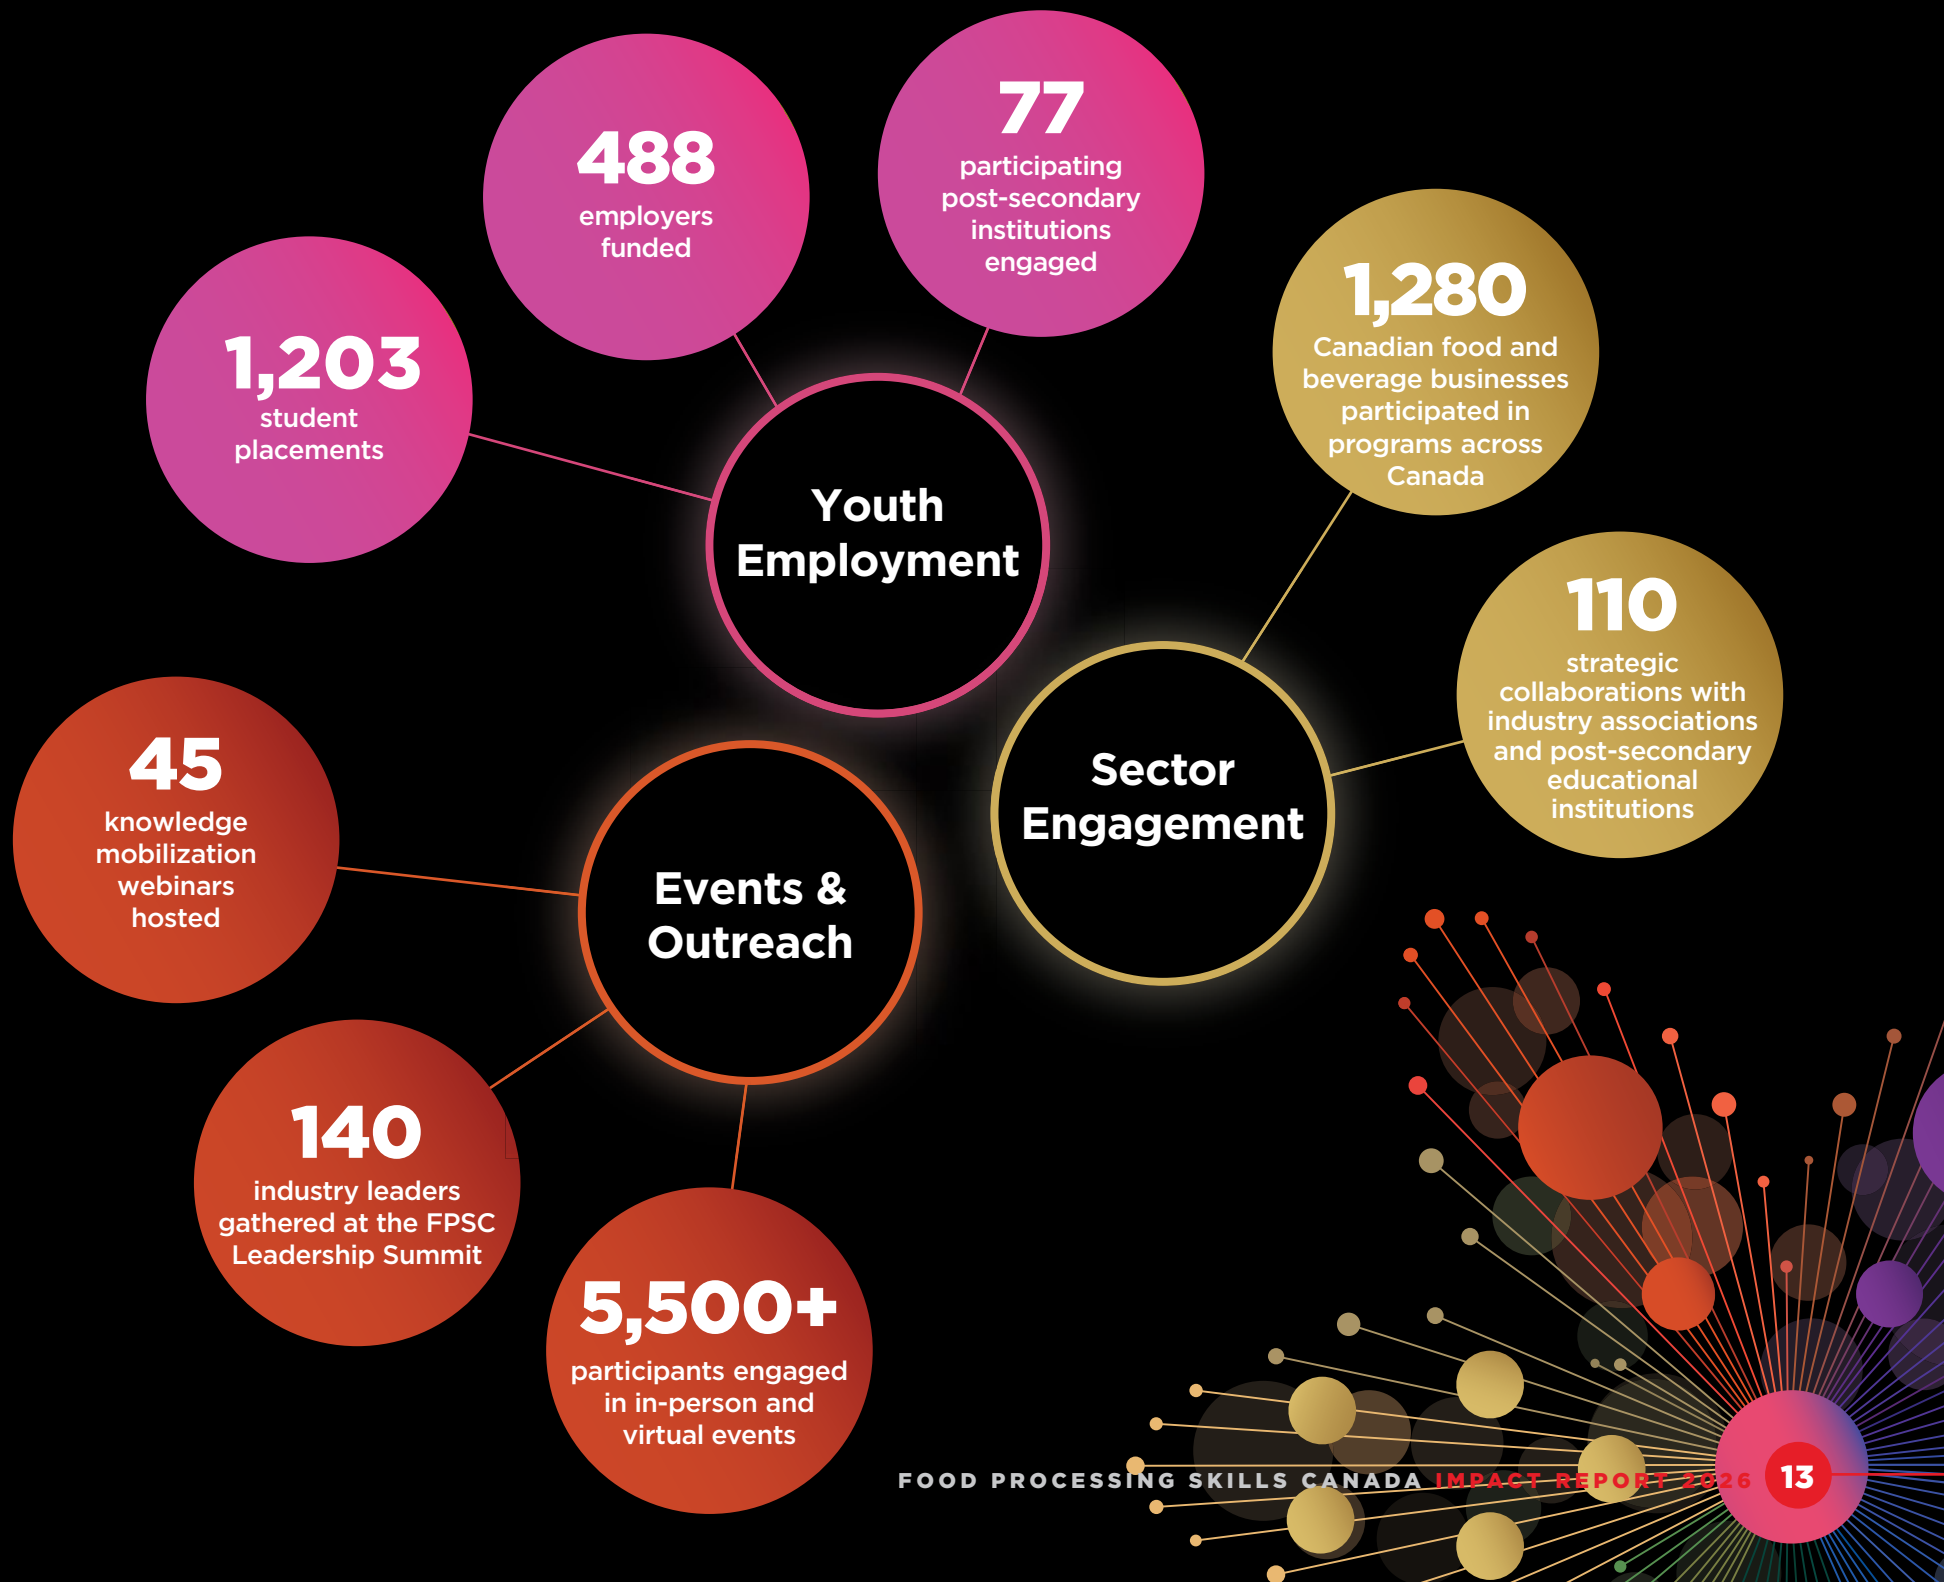 77
participating
post-secondary
institutions
engaged
488
employers
funded
1,203
student
placements
Youth
Employment
1,280
Canadian food and
beverage businesses
participated in
programs across
Canada
110
strategic
collaborations with
industry associations
and post-secondary
educational
institutions
Sector
Engagement
45
knowledge
mobilization
webinars
hosted
Events &
Outreach
140
industry leaders
gathered at the FPSC
Leadership Summit
5,500+
participants engaged
in in-person and
virtual events
FOOD PROCESSING SKILLS CANADA IMPACT REPORT 2026 13